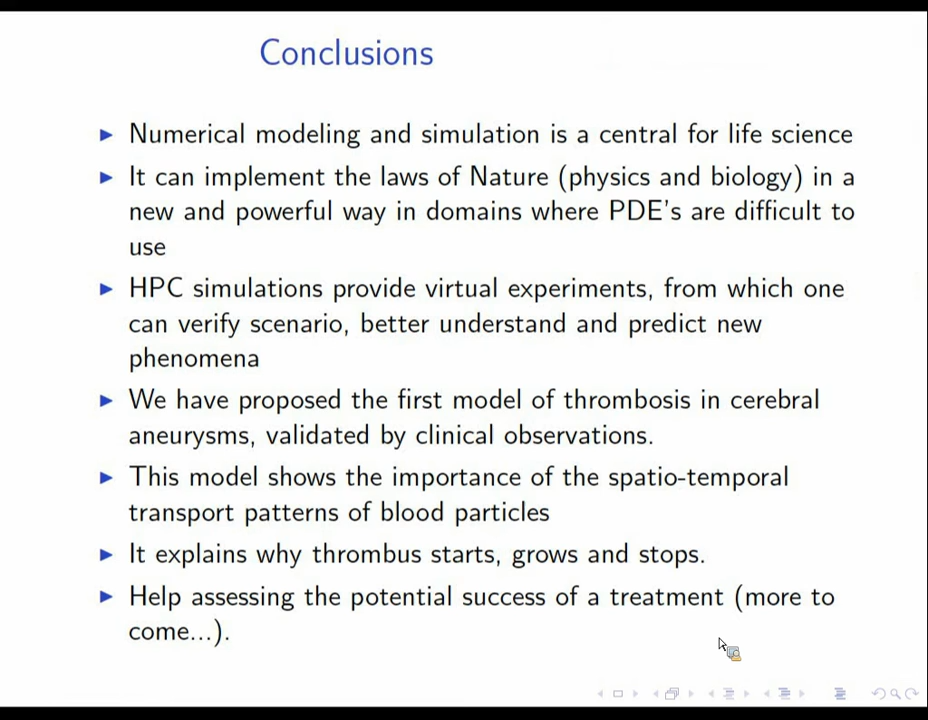 Conclusions
Numerical modeling and simulation is a central for life science
It can implement the laws of Nature (physics and biology) in a
new and powerful way in domains where PDE's are difficult to
use
HPC simulations provide virtual experiments, from which one
can verify scenario, better understand and predict new
phenomena
We have proposed the first model of thrombosis in cerebral
aneurysms, validated by clinical observations.
This model shows the importance of the spatio-temporal
transport patterns of blood particles
It explains why thrombus starts, grows and stops.
Help assessing the potential success of a treatment (more to
come...).